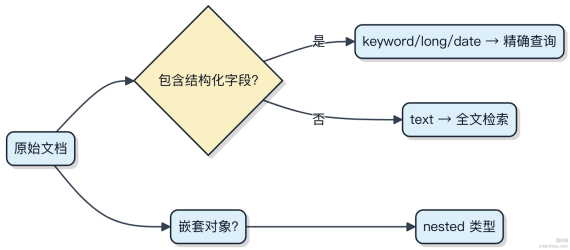 包含结构化字段?
是
keyword/long/date → 精确查询
否
text → 全文检索
原始文档
嵌套对象?
nested 类型